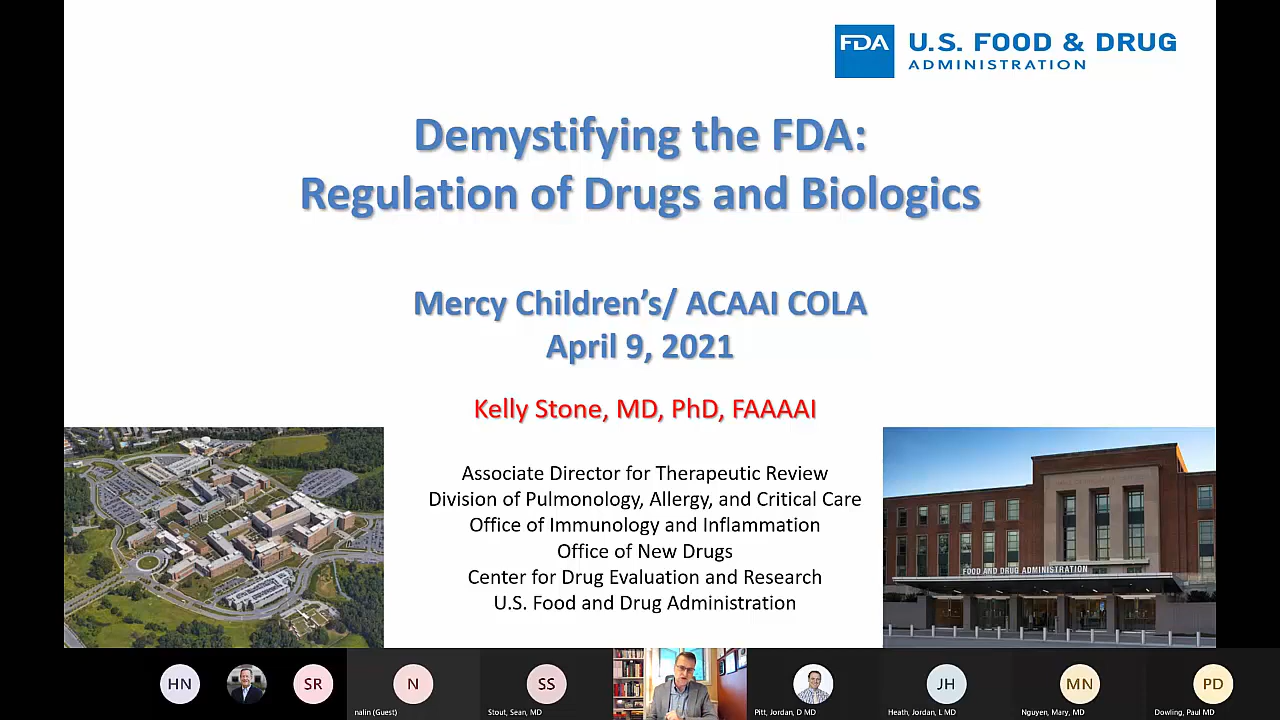 FDA
U.S. FOOD & DRUG
ADMINISTRATION
Demystifying the FDA:
Regulation of Drugs and Biologics
Mercy Children's/ ACAAI COLA
April 9, 2021
Kelly Stone, MD, PhD, FAAAAI
Associate Director for Therapeutic Review
Division of Pulmonology, Allergy, and Critical Care
Office of Immunology and Inflammation
Office of New Drugs
Center for Drug Evaluation and Research
U.S. Food and Drug Administration
FOOD AND DRUG ADMINISTRATION
HN
SR
N
SS
JH
MN
PD
nalin (Guest)
Stout, Sean, MD
Pitt, Jordan, D MD
Heath, Jordan, L MD
Nguyen, Mary, MD
Dowling, Paul MD